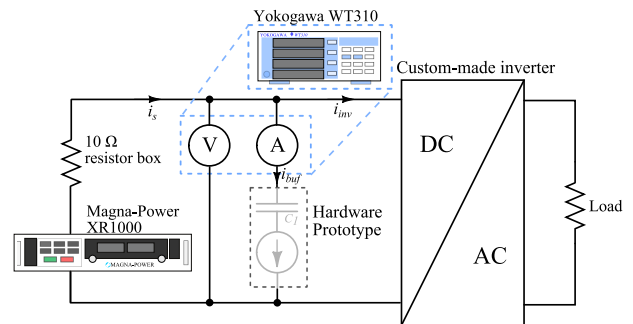 Yokogawa WT310
YOKOGAWA ♦ WT310
Custom-made inverter
i_s
i_inv
10 Ω
resistor box
V
A
DC
i_buf
Magna-Power
XR1000
C_1
Hardware
Prototype
Load
MAGNA-POWER
AC